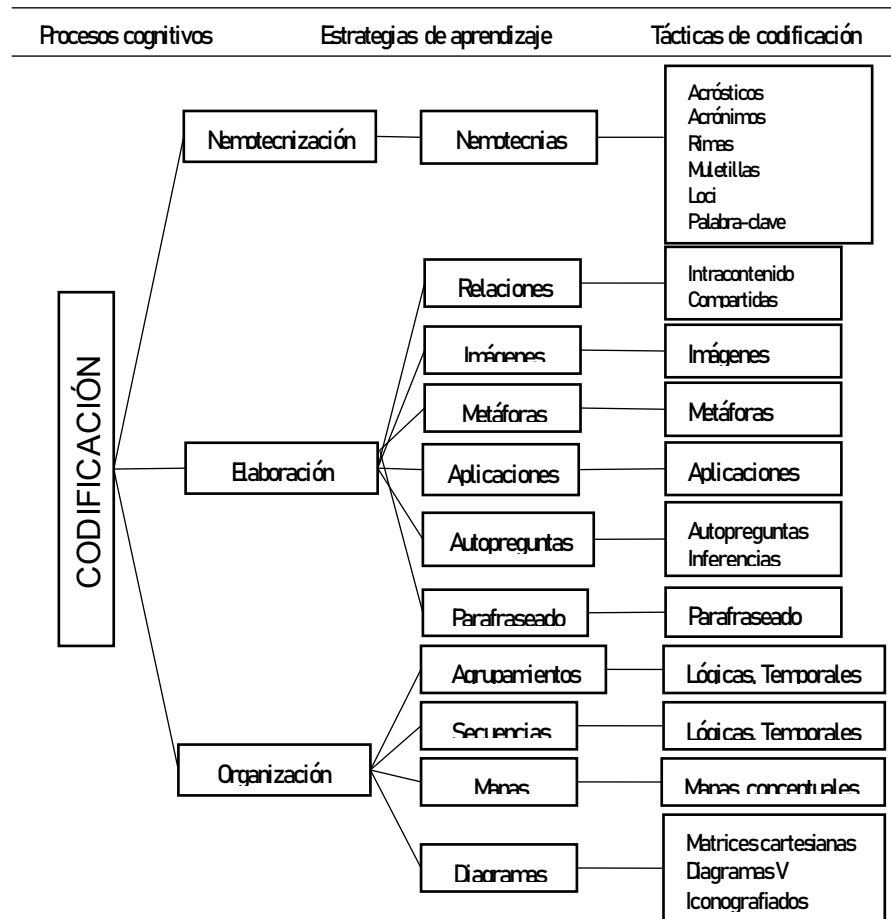 Procesos cognitivos Estrategias de aprendizaje Tácticas de codificación
CODIFICACIÓN
Nemotecnización
Nemotecnias
Acrósticos
Acrónimos
Rimas
Muletillas
Loci
Palabra-clave
Elaboración
Relaciones
Intracontenido
Compartidas
Imágenes
Imágenes
Metáforas
Metáforas
Aplicaciones
Aplicaciones
Autopreguntas
Autopreguntas
Inferencias
Parafraseado
Parafraseado
Organización
Agrupamientos
Lógicas, Temporales
Secuencias
Lógicas, Temporales
Mapas
Mapas conceptuales
Diagramas
Matrices cartesianas
Diagramas V
Iconografiados